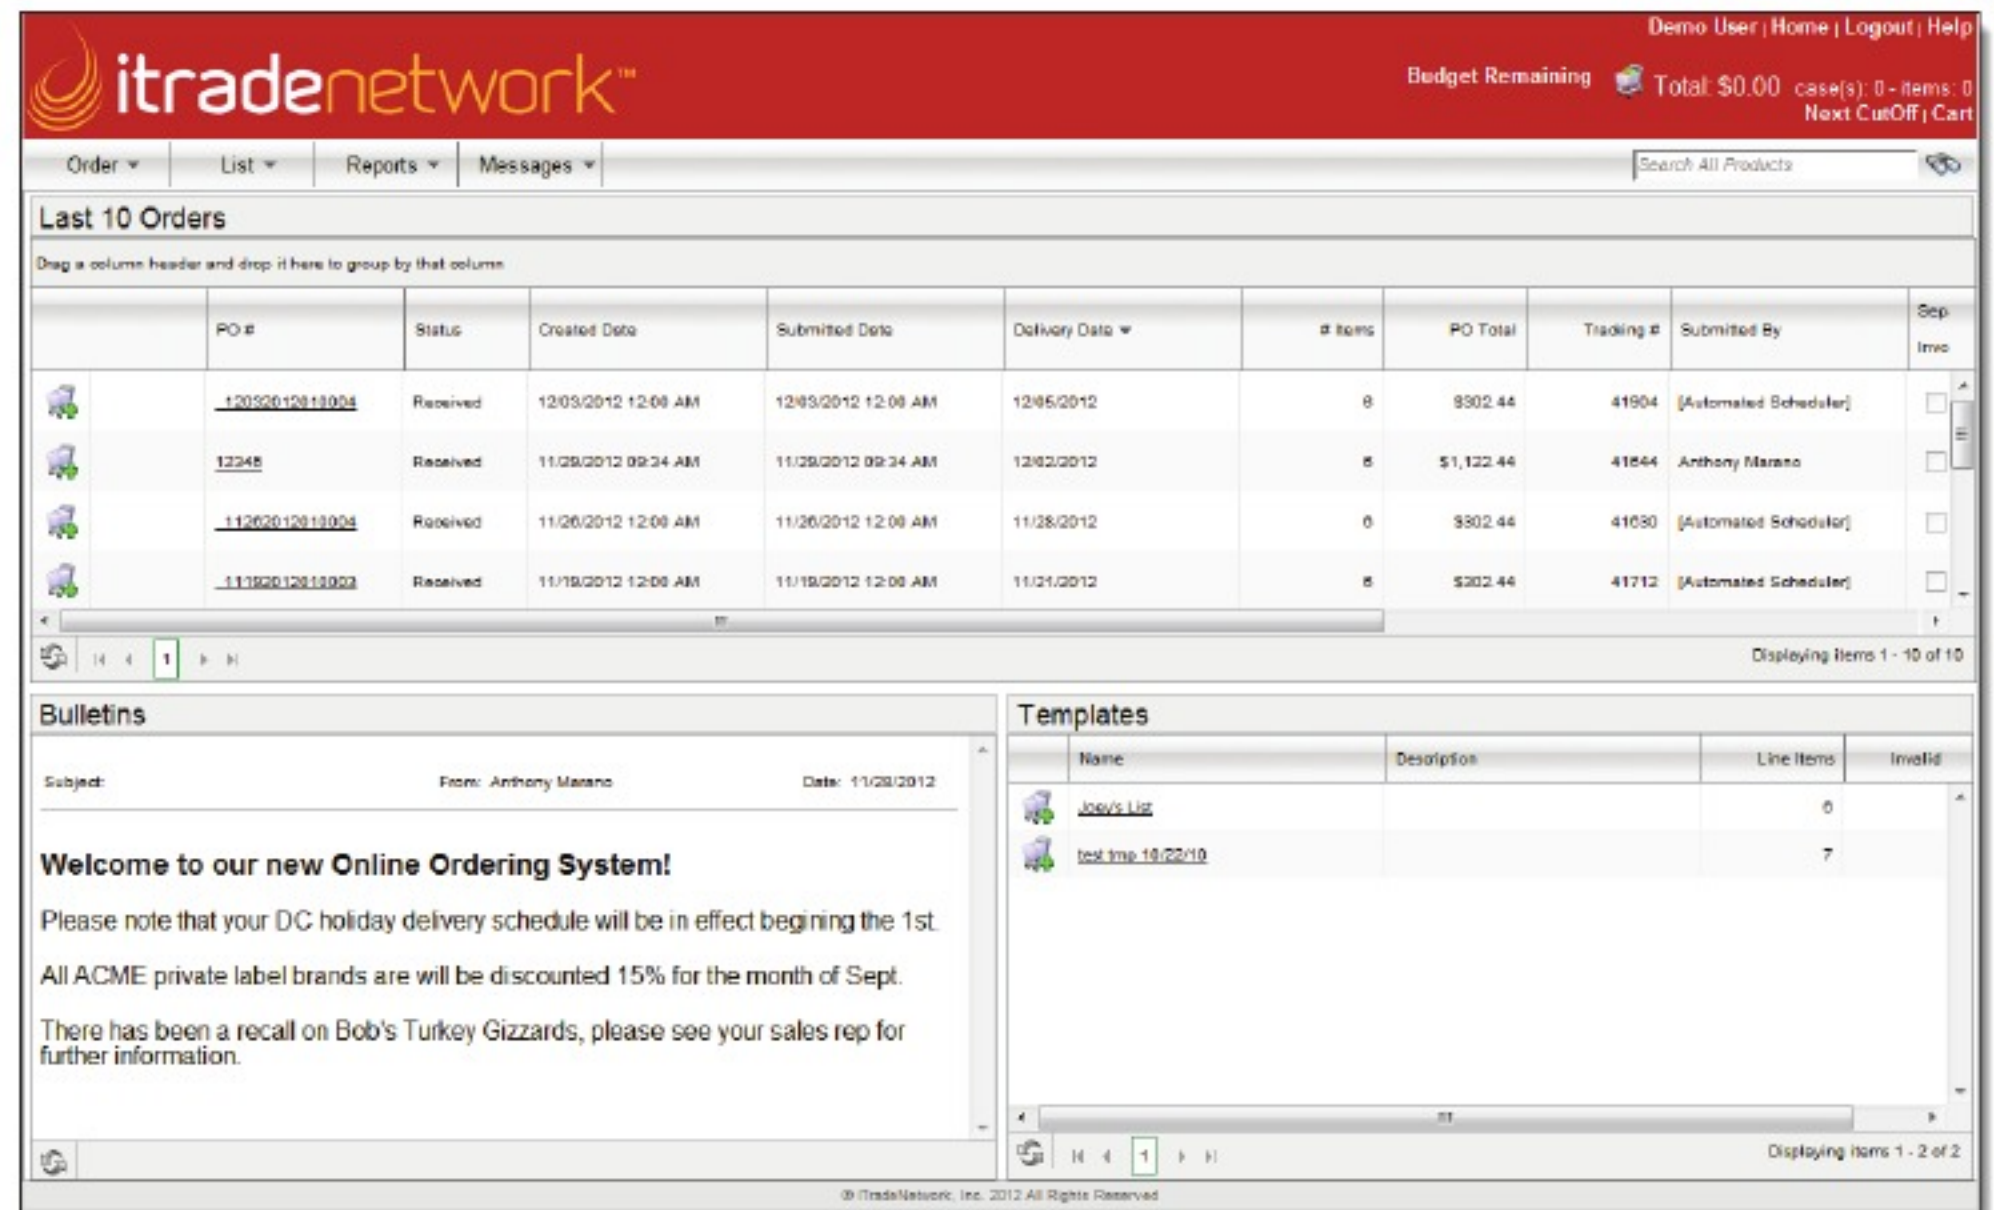 Demo User | Home | Logout | Help
itradenetwork™
Budget Remaining Total: $0.00 case(s): 0 - items: 0
Next CutOff | Cart
Order List Reports Messages Search All Products
Last 10 Orders
Drag a column header and drop it here to group by that column
PO # Status Created Date Submitted Date Delivery Date # Items PO Total Tracking # Submitted By Sep Invo
_12032012010004 Received 12/03/2012 12:00 AM 12/03/2012 12:00 AM 12/05/2012 6 $302.44 41904 [Automated Scheduler]
Received 11/29/2012 09:34 AM 11/29/2012 09:34 AM 12/02/2012 $1,122.44 Anthony Marano
_11262012010004 Received 11/26/2012 12:00 AM 11/26/2012 12:00 AM 11/28/2012 6 $302.44 [Automated Scheduler]
_11192012010003 Received 11/19/2012 12:00 AM 11/19/2012 12:00 AM 11/21/2012 41712 [Automated Scheduler]
1 Displaying items 1 - 10 of 10
Bulletins
Subject: From: Anthony Marano Date: 11/28/2012
Welcome to our new Online Ordering System!
Please note that your DC holiday delivery schedule will be in effect begining the 1st.
All ACME private label brands are will be discounted 15% for the month of Sept.
There has been a recall on Bob's Turkey Gizzards, please see your sales rep for
further information.
Templates
Name Description Line Items Invalid
Joey's List 6
test tmp 10/22/10 7
1 Displaying items 1 - 2 of 2
© iTradeNetwork, Inc. 2012 All Rights Reserved